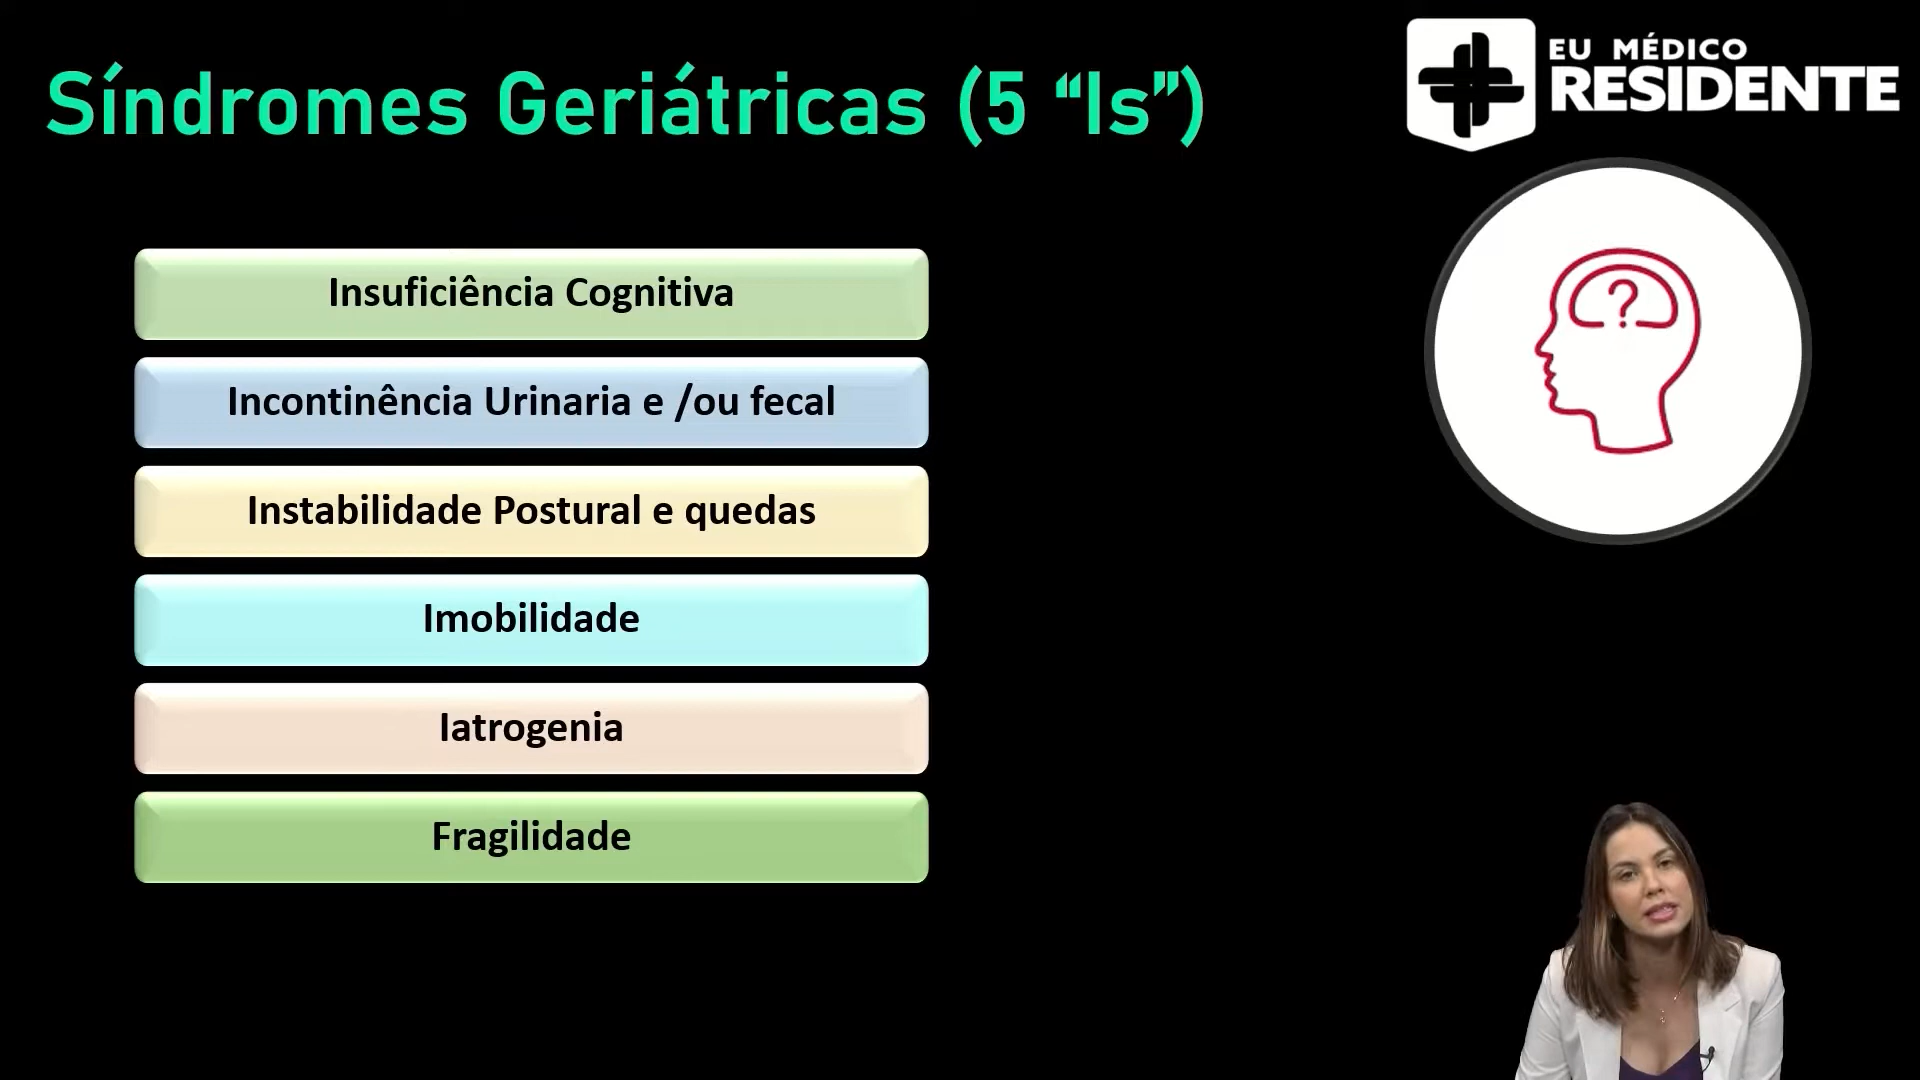 Síndromes Geriátricas (5 “Is”)
EU MÉDICO
RESIDENTE
?
Insuficiência Cognitiva
Incontinência Urinaria e /ou fecal
Instabilidade Postural e quedas
Imobilidade
Iatrogenia
Fragilidade